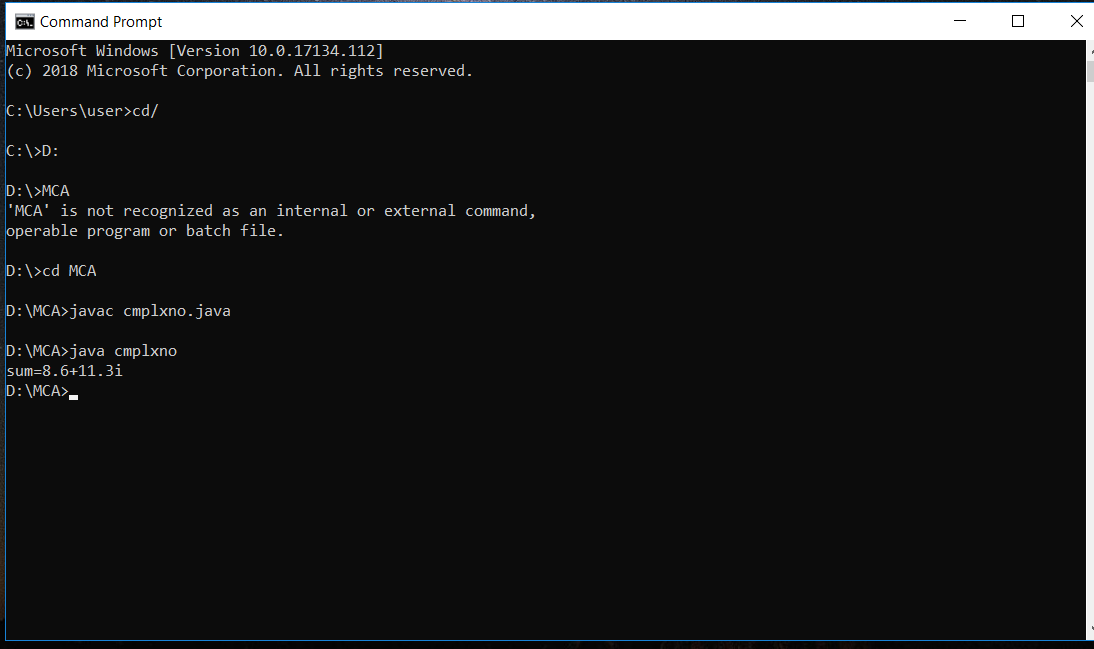 Command Prompt
Microsoft Windows [Version 10.0.17134.112]
(c) 2018 Microsoft Corporation. All rights reserved.
C:\Users\user>cd/
C:\>D:
D:\>MCA
'MCA' is not recognized as an internal or external command,
operable program or batch file.
D:\>cd MCA
D:\MCA>javac cmplxno.java
D:\MCA>java cmplxno
sum=8.6+11.3i
D:\MCA>